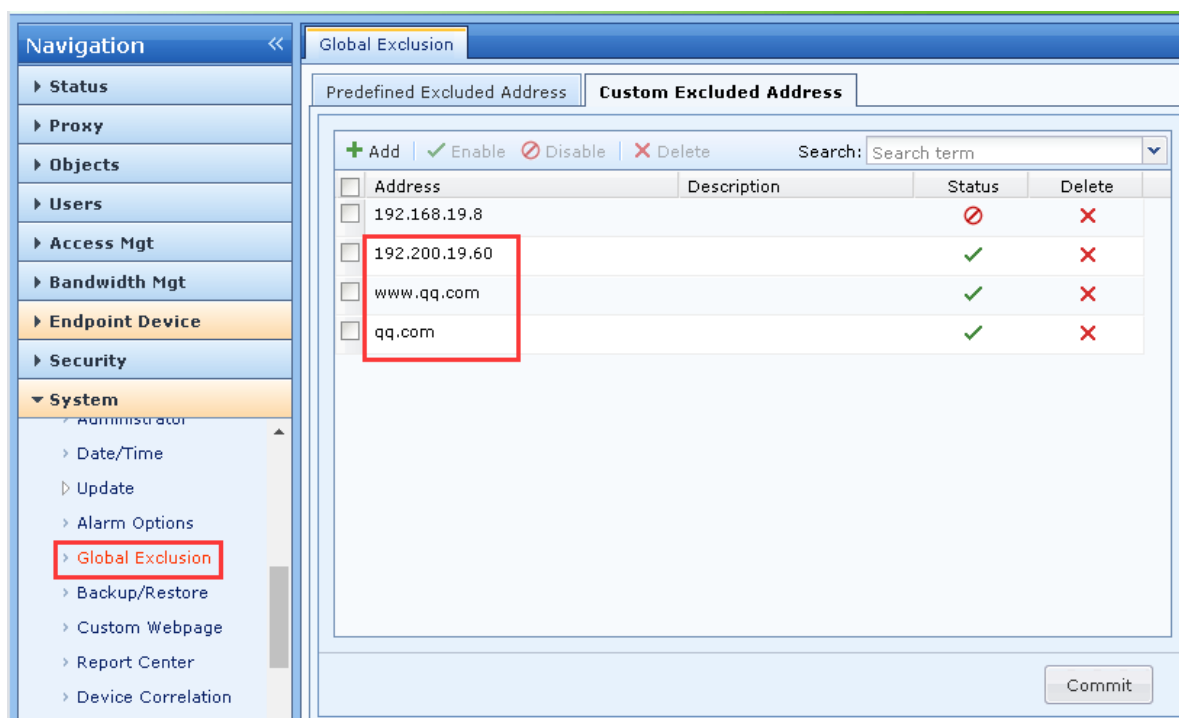 Navigation
Status
Proxy
Objects
Users
Access Mgt
Bandwidth Mgt
Endpoint Device
Security
System
Administrator
Date/Time
Update
Alarm Options
Global Exclusion
Backup/Restore
Custom Webpage
Report Center
Device Correlation
Global Exclusion
Predefined Excluded Address Custom Excluded Address
Add Enable Disable Delete Search: Search term
Address Description Status Delete
192.168.19.8
192.200.19.60
www.qq.com
qq.com
Commit